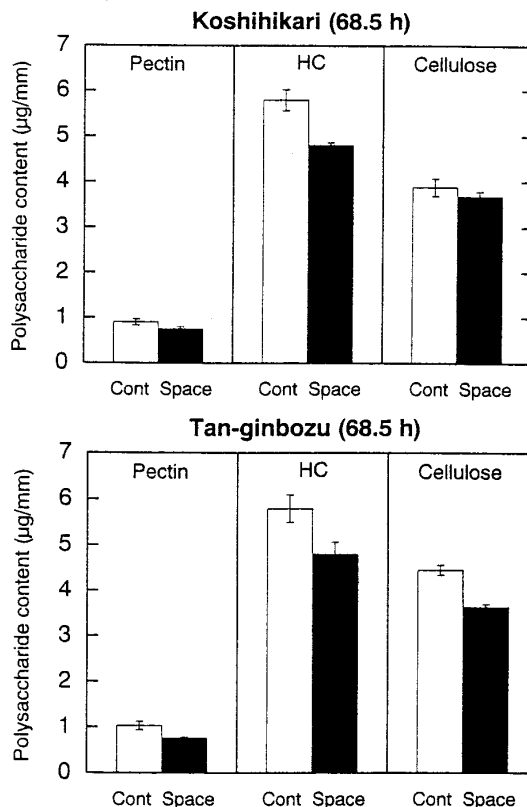 Koshihikari (68.5 h)
Polysaccharide content (µg/mm)
7
6
5
4
3
2
1
0
Pectin
HC
Cellulose
Cont Space
Cont Space
Cont Space
Tan-ginbozu (68.5 h)
Polysaccharide content (µg/mm)
7
6
5
4
3
2
1
0
Pectin
HC
Cellulose
Cont Space
Cont Space
Cont Space